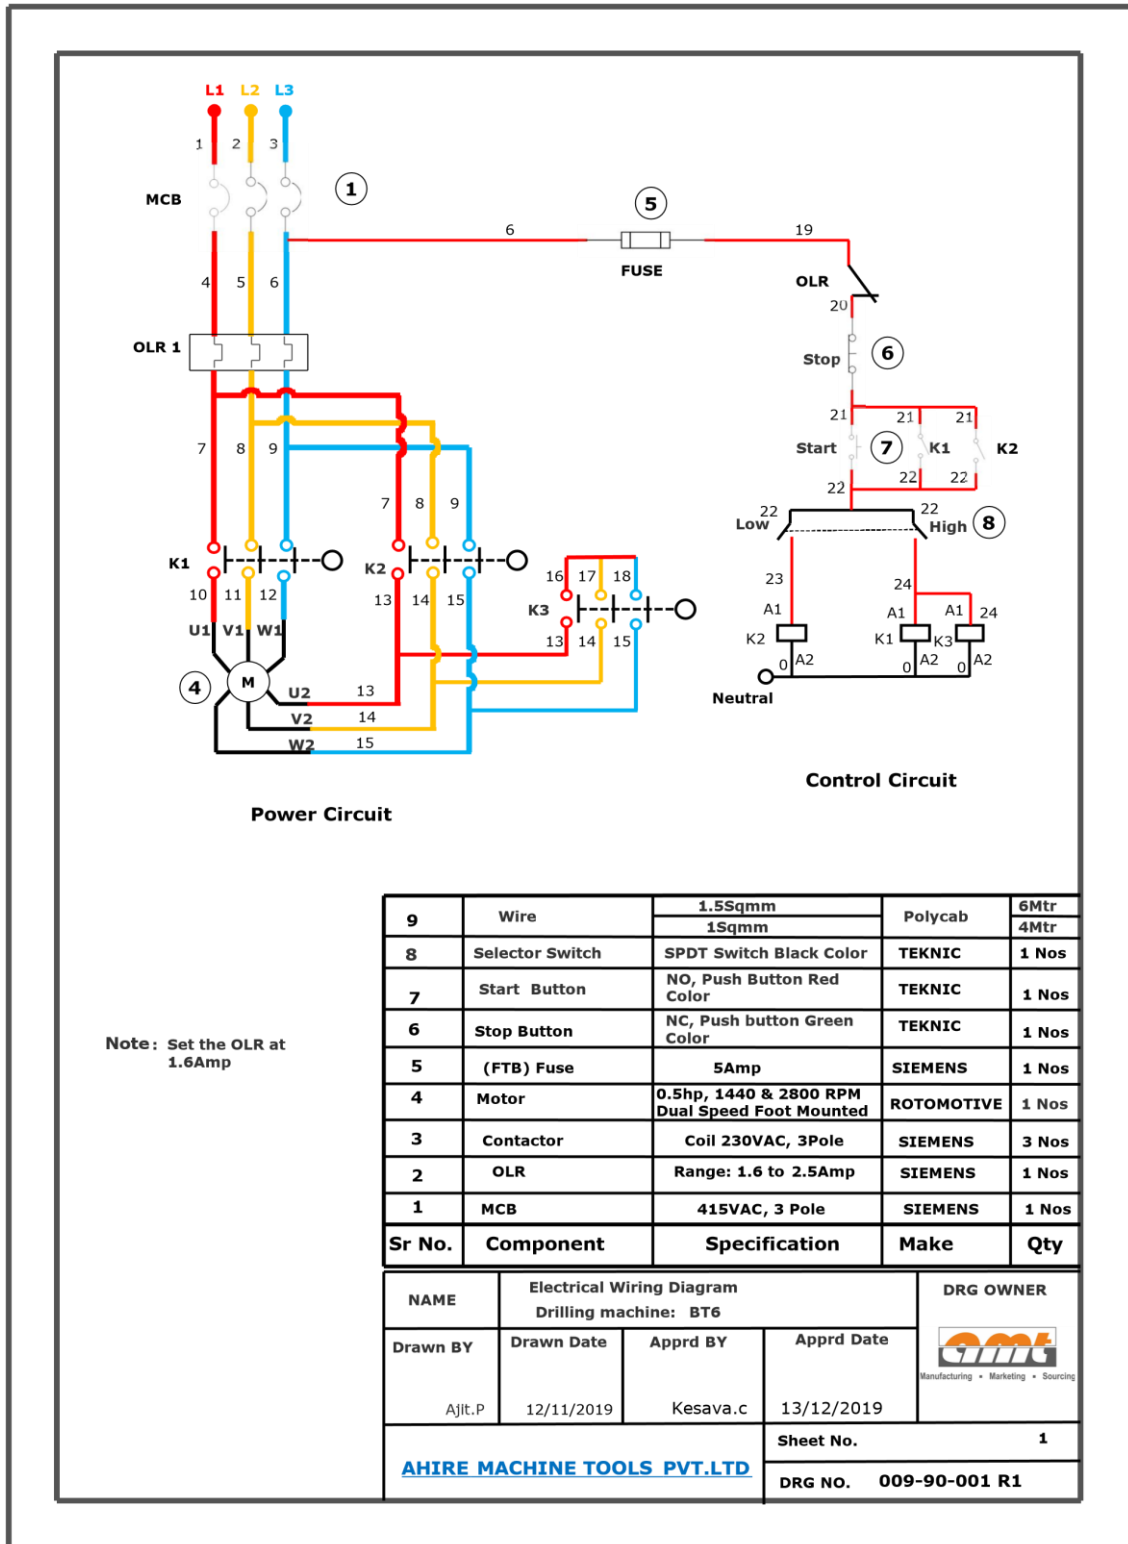 L1 L2 L3
1 2 3
MCB
1
5
6
19
FUSE
4 5 6
OLR
20
OLR 1
Stop
6
21 21 21
7 8 9
Start
7
K1
K2
22 22 22
7 8 9
22 22
Low
High
8
K1
K2
16 17 18
23
24
10 11 12
13 14 15
K3
A1
A1
A1
24
U1 V1 W1
13 14 15
K2
K1
K3
0 A2
0 A2
0 A2
4
M
U2 13
Neutral
V2 14
W2 15
Control Circuit
Power Circuit
9 Wire 1.5Sqmm Polycab 6Mtr
1Sqmm 4Mtr
8 Selector Switch SPDT Switch Black Color TEKNIC 1 Nos
7 Start Button NO, Push Button Red TEKNIC 1 Nos
Color
6 Stop Button NC, Push button Green TEKNIC 1Nos
Color
Note: Set the OLR at
1.6Amp
5 (FTB) Fuse 5Amp SIEMENS 1 Nos
4 Motor 0.5hp, 1440 & 2800 RPM ROTOMOTIVE 1 Nos
Dual Speed Foot Mounted
3 Contactor Coil 230VAC, 3Pole SIEMENS 3 Nos
2 OLR Range: 1.6 to 2.5Amp SIEMENS 1 Nos
1 MCB 415VAC, 3 Pole SIEMENS 1 Nos
Sr No. Component Specification Make Qty
NAME
Electrical Wiring Diagram
Drilling machine: BT6
DRG OWNER
amt
Manufacturing • Marketing • Sourcing
Drawn BY Drawn Date Apprd BY Apprd Date
Ajit.P 12/11/2019 Kesava.c 13/12/2019
AHIRE MACHINE TOOLS PVT.LTD
Sheet No. 1
DRG NO. 009-90-001 R1